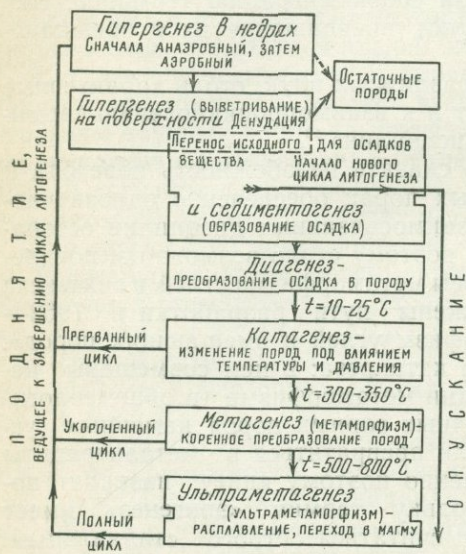 Гипергенез в недрах
Сначала анаэробный, затем
аэробный
Остаточные
породы
Гипергенез (выветривание)
на поверхности Денудация
Перенос исходного для осадков
вещества Начало нового
цикла литогенеза
и седиментогенез
(образование осадка)
Диагенез-
преобразование осадка в породу
t=10-25°C
Прерванный
цикл
Катагенез-
изменение пород под влиянием
температуры и давления
t=300-350°C
Укороченный
цикл
Метагенез (метаморфизм)-
коренное преобразование пород
t=500-800°C
Полный
цикл
Ультраметагенез
(ультраметаморфизм)-
расплавление, переход в магму
ПОДНЯТИЕ,
ведущее к завершению цикла литогенеза
ОПУСКАНИЕ